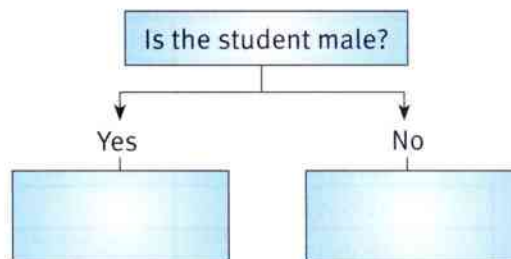 Is the student male?
Yes
No